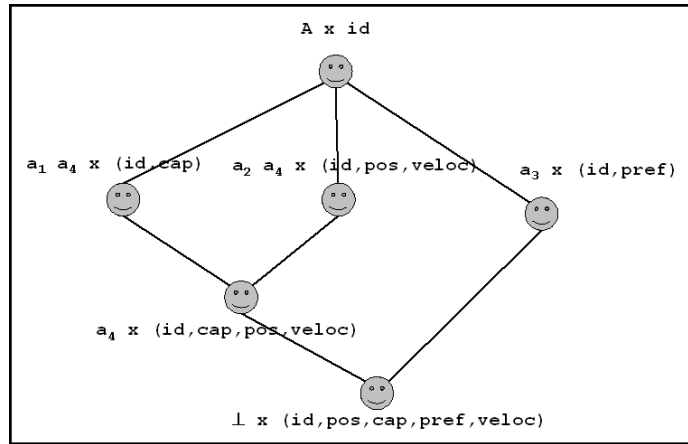 A x id
a₁ a₄ x (id,cap)
a₂ a₄ x (id,pos,veloc)
a₃ x (id,pref)
a₄ x (id,cap,pos,veloc)
⊥ x (id,pos,cap,pref,veloc)